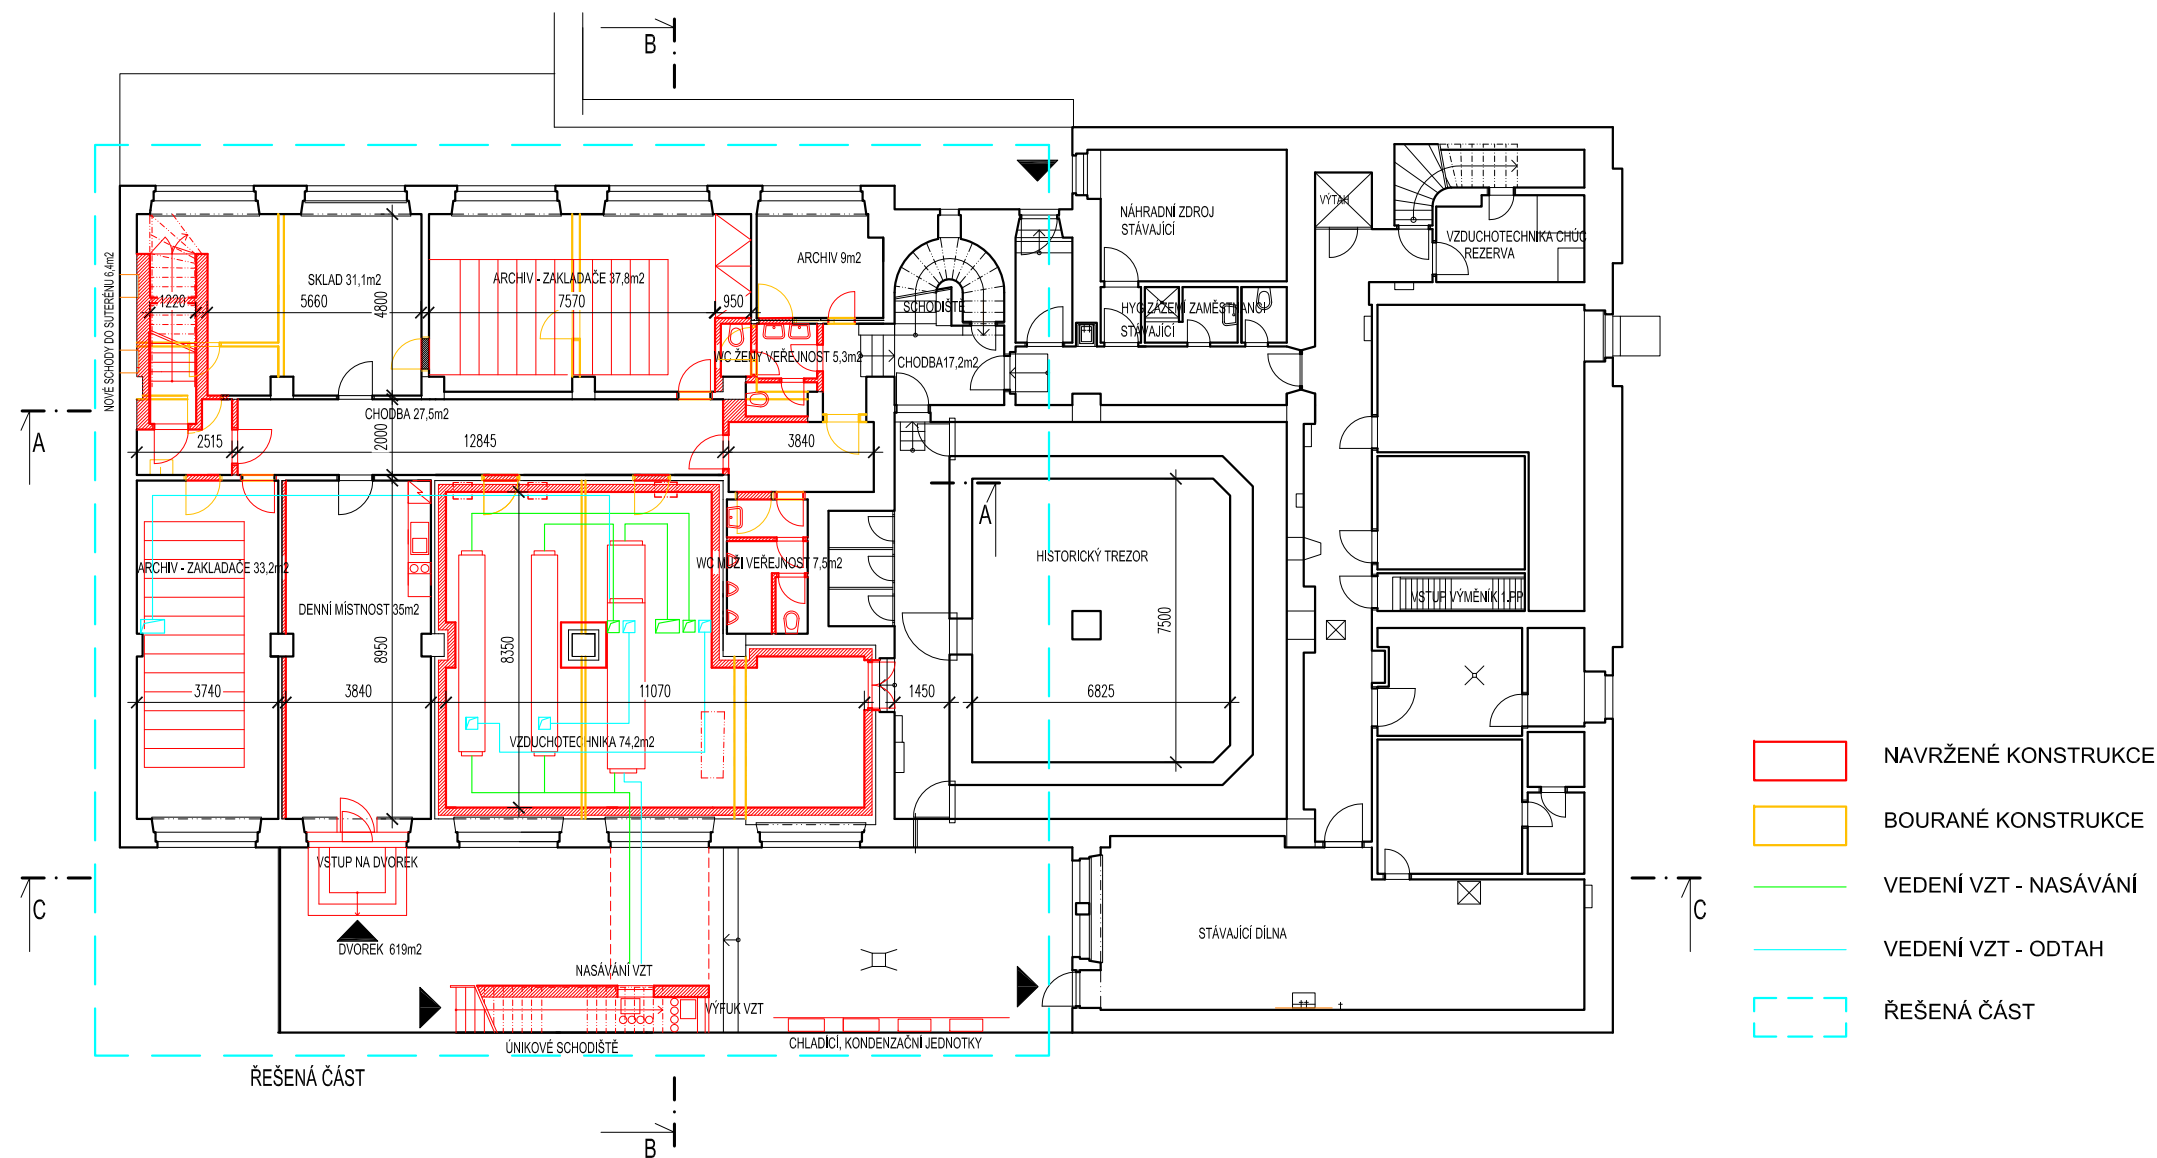 B
NOVÉ SCHODY DO SUTERÉNU 6,4m2
SKLAD 31,1m2
1220
5660
4800
ARCHIV - ZAKLADAČE 37,8m2
7570
950
ARCHIV 9m2
SCHODIŠTĚ
WC ŽENY VEŘEJNOST 5,3m2
CHODBA17,2m2
NÁHRADNÍ ZDROJ
STÁVAJÍCÍ
HYG ZÁZEMÍ ZAMĚSTNANCI
STÁVAJÍCÍ
VÝTAH
VZDUCHOTECHNIKA CHÚC
REZERVA
A
CHODBA 27,5m2
2515
2000
12845
3840
A
ARCHIV - ZAKLADAČE 33,2m2
DENNÍ MÍSTNOST 35m2
8950
8350
WC MUŽI VEŘEJNOST 7,5m2
HISTORICKÝ TREZOR
7500
VSTUP VÝMĚNÍK 1.PP
3740
3840
11070
1450
6825
VZDUCHOTECHNIKA 74,2m2
VSTUP NA DVOREK
C
DVOREK 619m2
NASÁVÁNÍ VZT
VÝFUK VZT
ÚNIKOVÉ SCHODIŠTĚ
CHLADÍCÍ, KONDENZAČNÍ JEDNOTKY
STÁVAJÍCÍ DÍLNA
C
ŘEŠENÁ ČÁST
B
NAVRŽENÉ KONSTRUKCE
BOURANÉ KONSTRUKCE
VEDENÍ VZT - NASÁVÁNÍ
VEDENÍ VZT - ODTAH
ŘEŠENÁ ČÁST